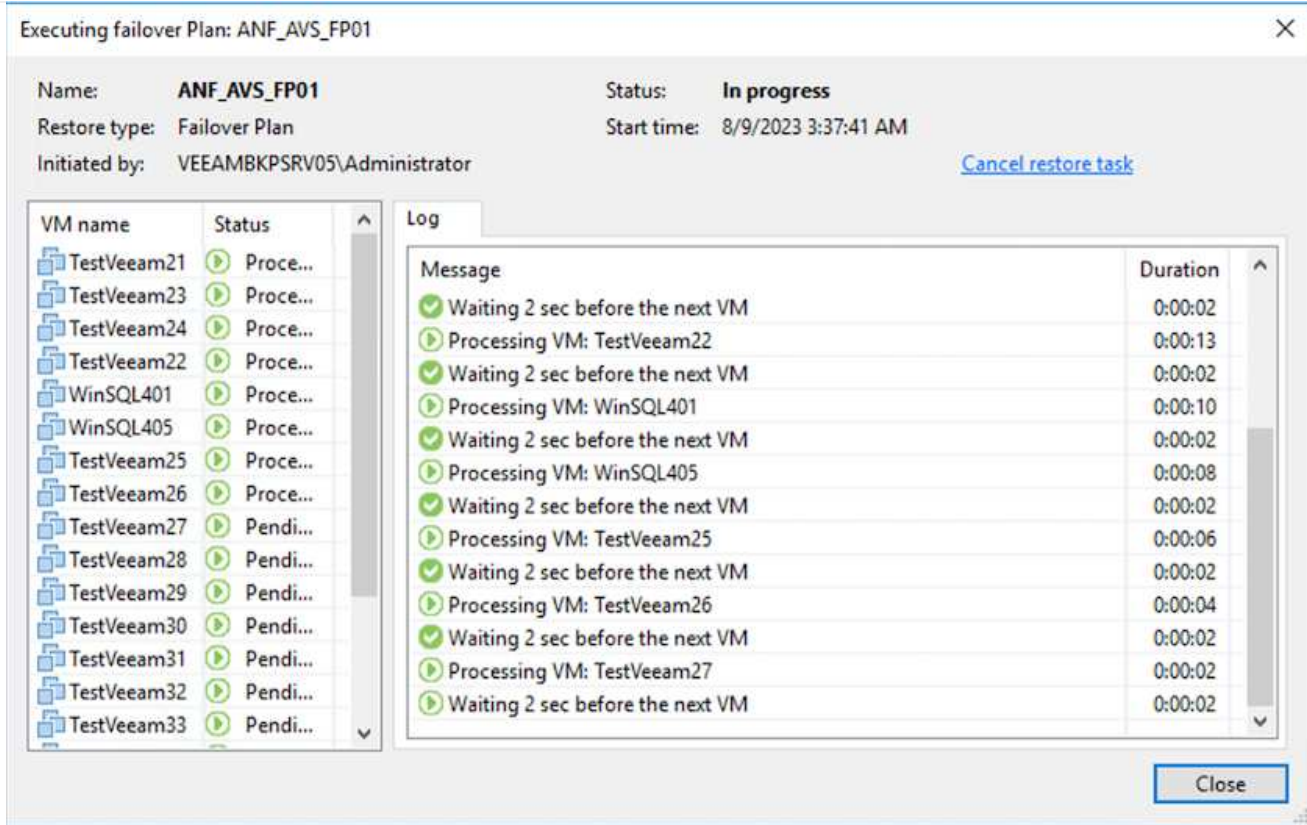 Executing failover Plan: ANF_AVS_FP01
Name: ANF_AVS_FP01
Status: In progress
Restore type: Failover Plan
Start time: 8/9/2023 3:37:41 AM
Initiated by: VEEAMBKPSRV05\Administrator
Cancel restore task
VM name Status
TestVeeam21 Proce...
TestVeeam23 Proce...
TestVeeam24 Proce...
TestVeeam22 Proce...
WinSQL401 Proce...
WinSQL405 Proce...
TestVeeam25 Proce...
TestVeeam26 Proce...
TestVeeam27 Pendi...
TestVeeam28 Pendi...
TestVeeam29 Pendi...
TestVeeam30 Pendi...
TestVeeam31 Pendi...
TestVeeam32 Pendi...
TestVeeam33 Pendi...
Log
Message Duration
Waiting 2 sec before the next VM 0:00:02
Processing VM: TestVeeam22 0:00:13
Waiting 2 sec before the next VM 0:00:02
Processing VM: WinSQL401 0:00:10
Waiting 2 sec before the next VM 0:00:02
Processing VM: WinSQL405 0:00:08
Waiting 2 sec before the next VM 0:00:02
Processing VM: TestVeeam25 0:00:06
Waiting 2 sec before the next VM 0:00:02
Processing VM: TestVeeam26 0:00:04
Waiting 2 sec before the next VM 0:00:02
Processing VM: TestVeeam27 0:00:02
Waiting 2 sec before the next VM 0:00:02
Close